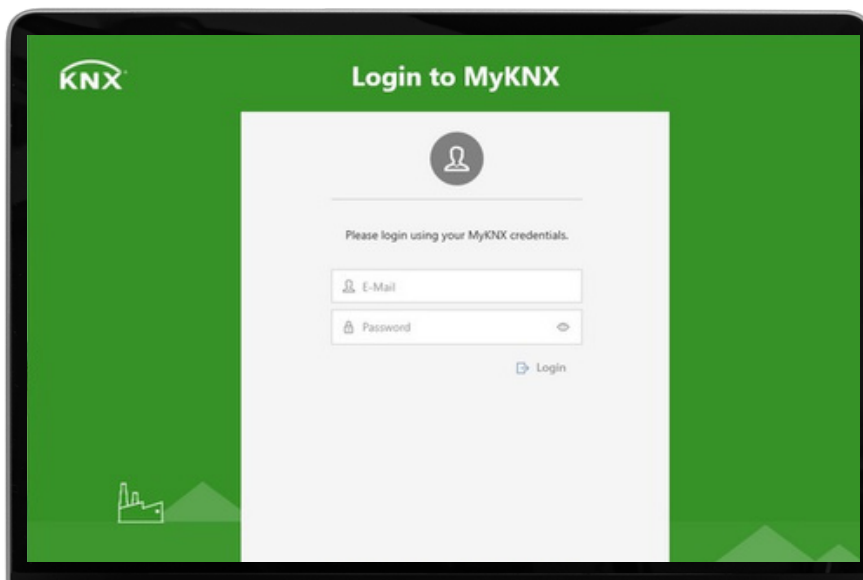 KNX
Login to MyKNX
Please login using your MyKNX credentials.
E-Mail
Password
Login